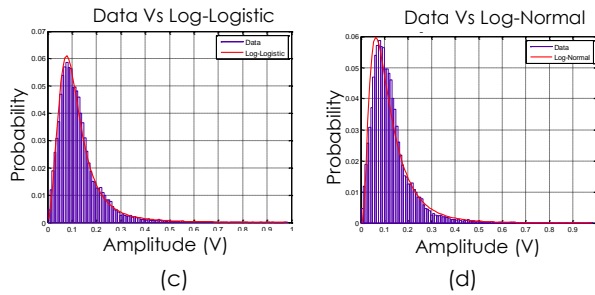 Data Vs Log-Logistic
0.07
0.06
0.05
0.04
0.03
0.02
0.01
0
0 0.1 0.2 0.3 0.4 0.5 0.6 0.7 0.8 0.9 1
Data
Log-Logistic
Probability
Amplitude (V)
(c)
Data Vs Log-Normal
0.06
0.05
0.04
0.03
0.02
0.01
0
0 0.1 0.2 0.3 0.4 0.5 0.6 0.7 0.8 0.9
Data
Log-Normal
Probability
Amplitude (V)
(d)